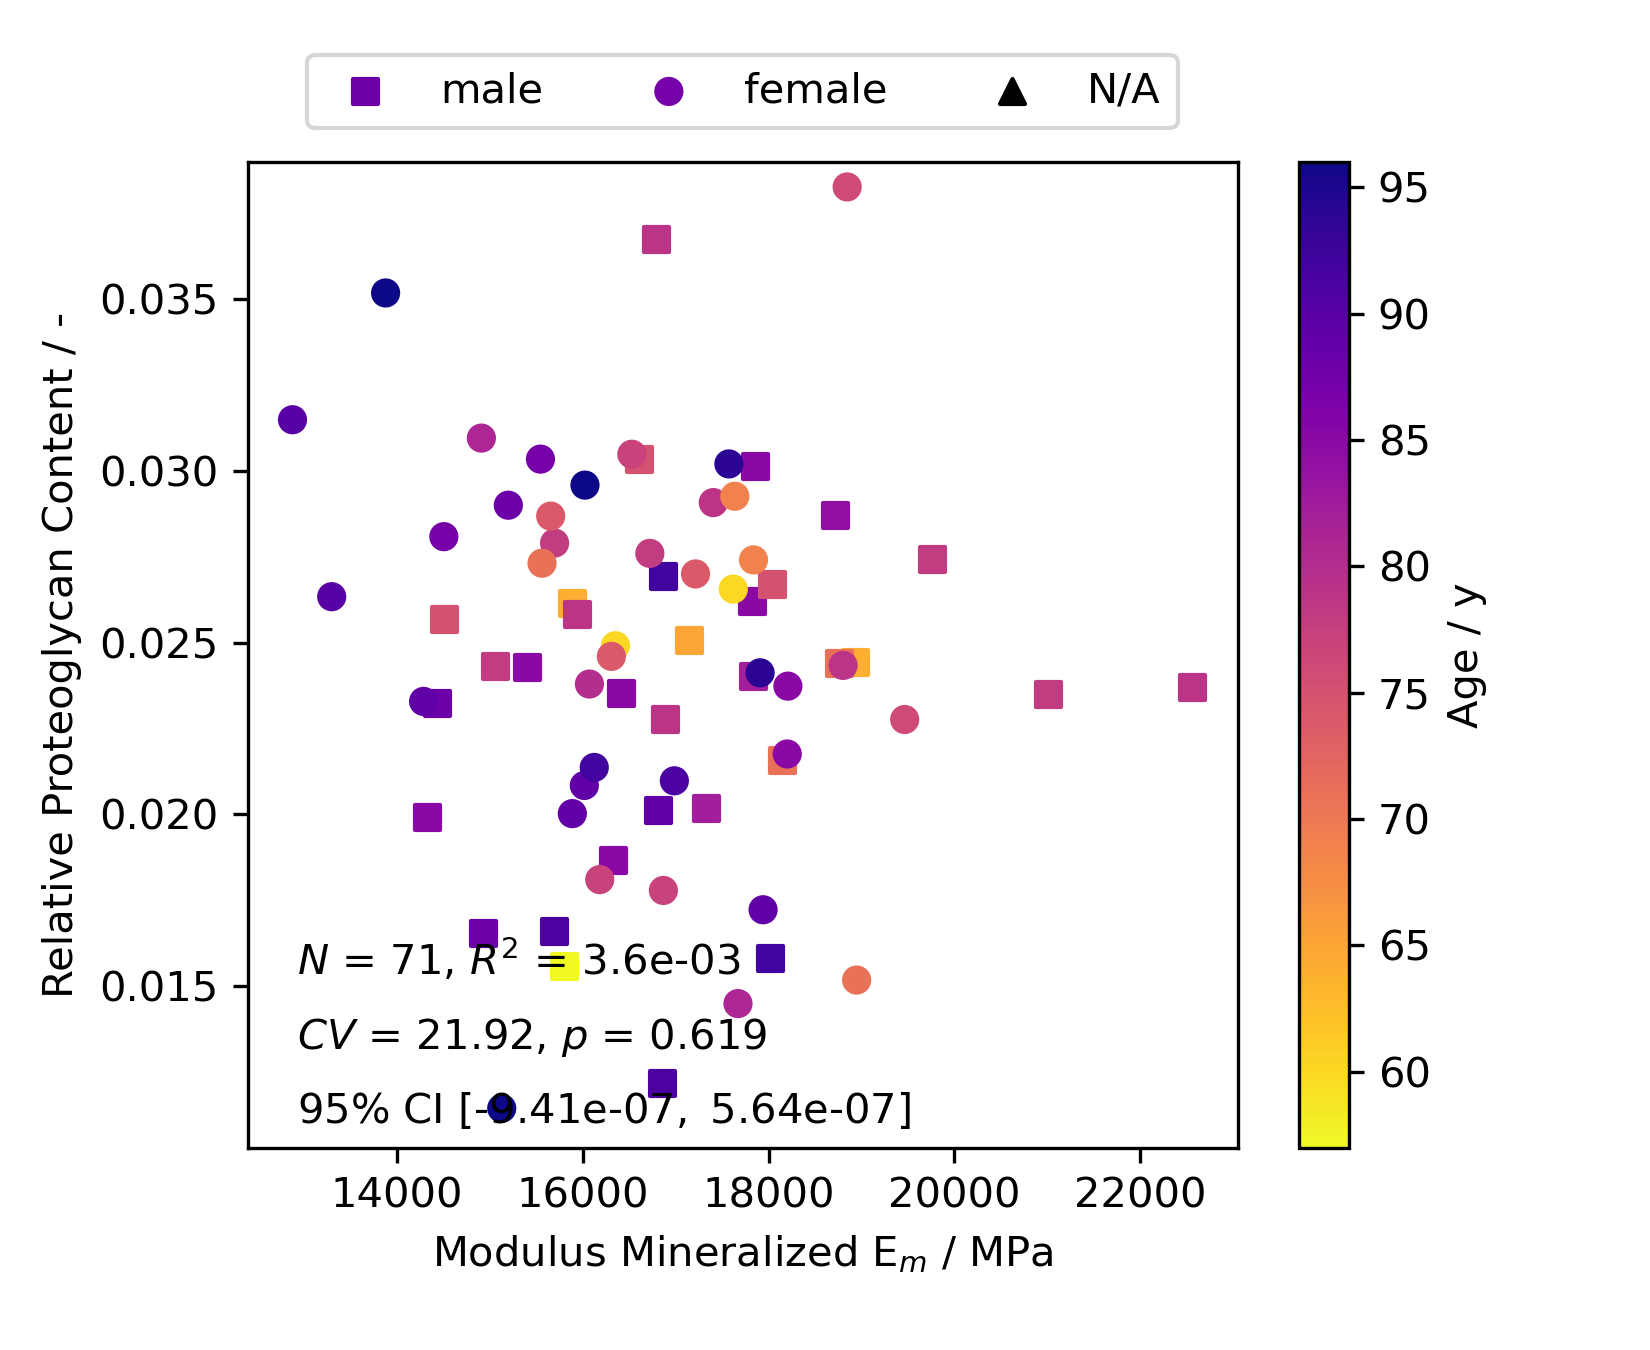 male female N/A
0.035
0.030
0.025
0.020
0.015
Relative Proteoglycan Content / -
N = 71, R² = 3.6e-03
CV = 21.92, p = 0.619
95% CI [-9.41e-07, 5.64e-07]
14000 16000 18000 20000 22000
Modulus Mineralized Eₘ / MPa
95
90
85
80
75
70
65
60
Age / y